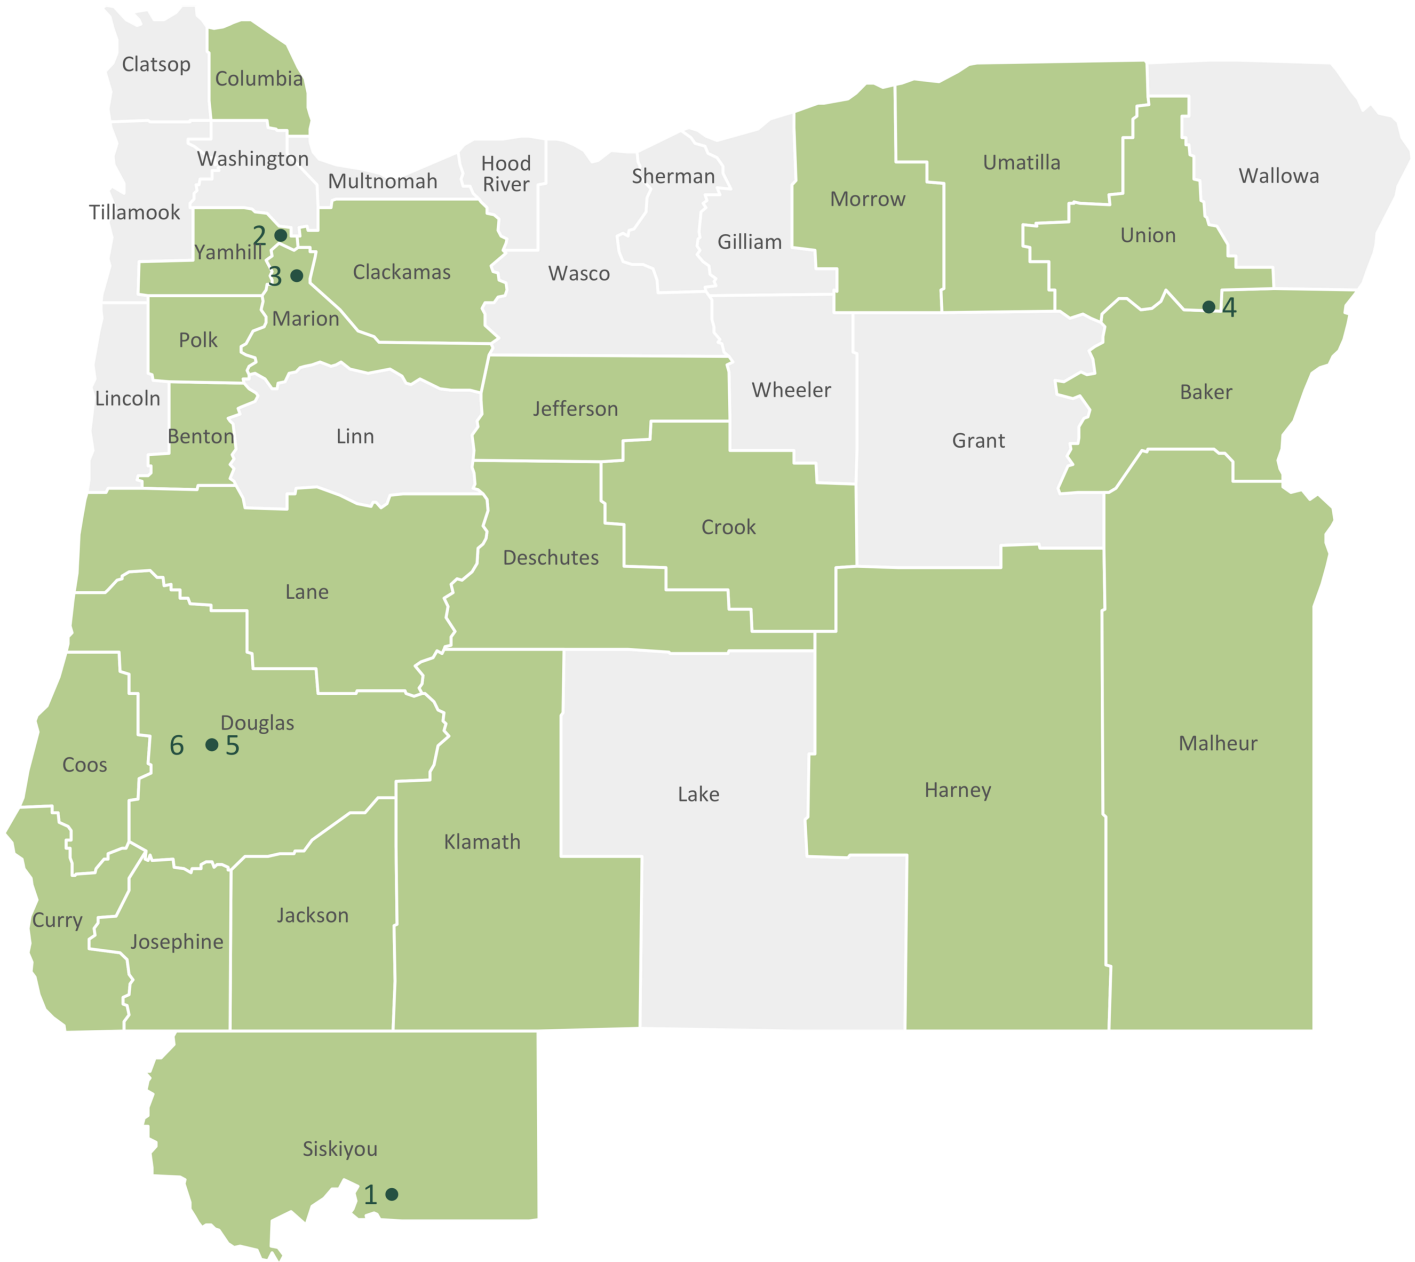 Clatsop
Columbia
Washington
Multnomah
Hood
River
Sherman
Umatilla
Wallowa
Tillamook
Morrow
2
Yamhill
Gilliam
Union
3
Clackamas
Wasco
4
Marion
Polk
Lincoln
Jefferson
Wheeler
Baker
Benton
Linn
Grant
Crook
Deschutes
Lane
Douglas
6
5
Coos
Malheur
Lake
Harney
Klamath
Curry
Jackson
Josephine
Siskiyou
1